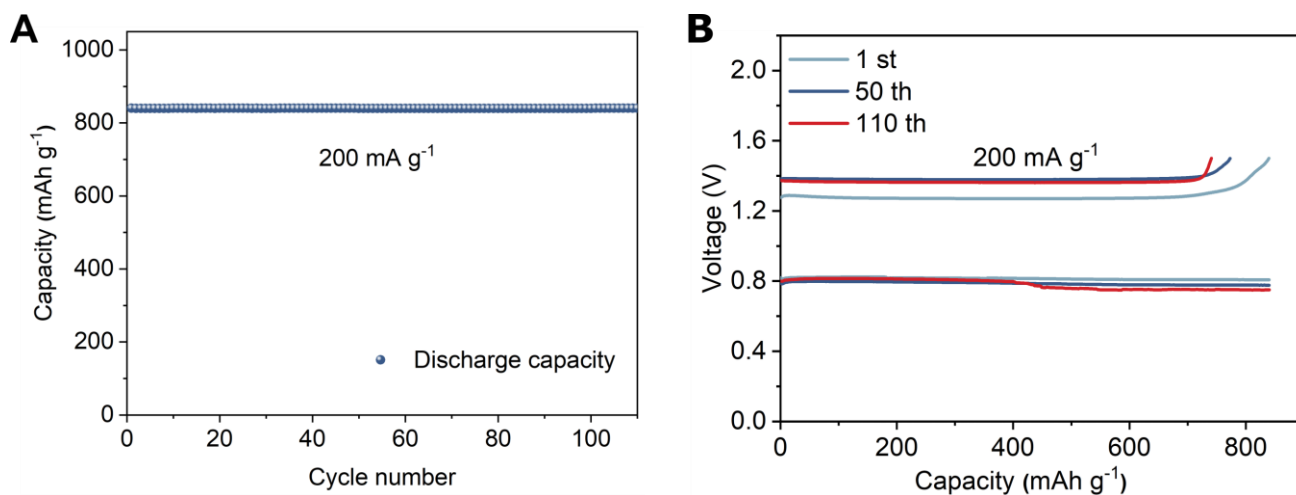 A
1000
800
600
400
200
0
0 20 40 60 80 100
Capacity (mAh g⁻¹)
Cycle number
200 mA g⁻¹
Discharge capacity
B
2.0
1.6
1.2
0.8
0.4
0.0
0 200 400 600 800
Voltage (V)
Capacity (mAh g⁻¹)
1 st
50 th
110 th
200 mA g⁻¹